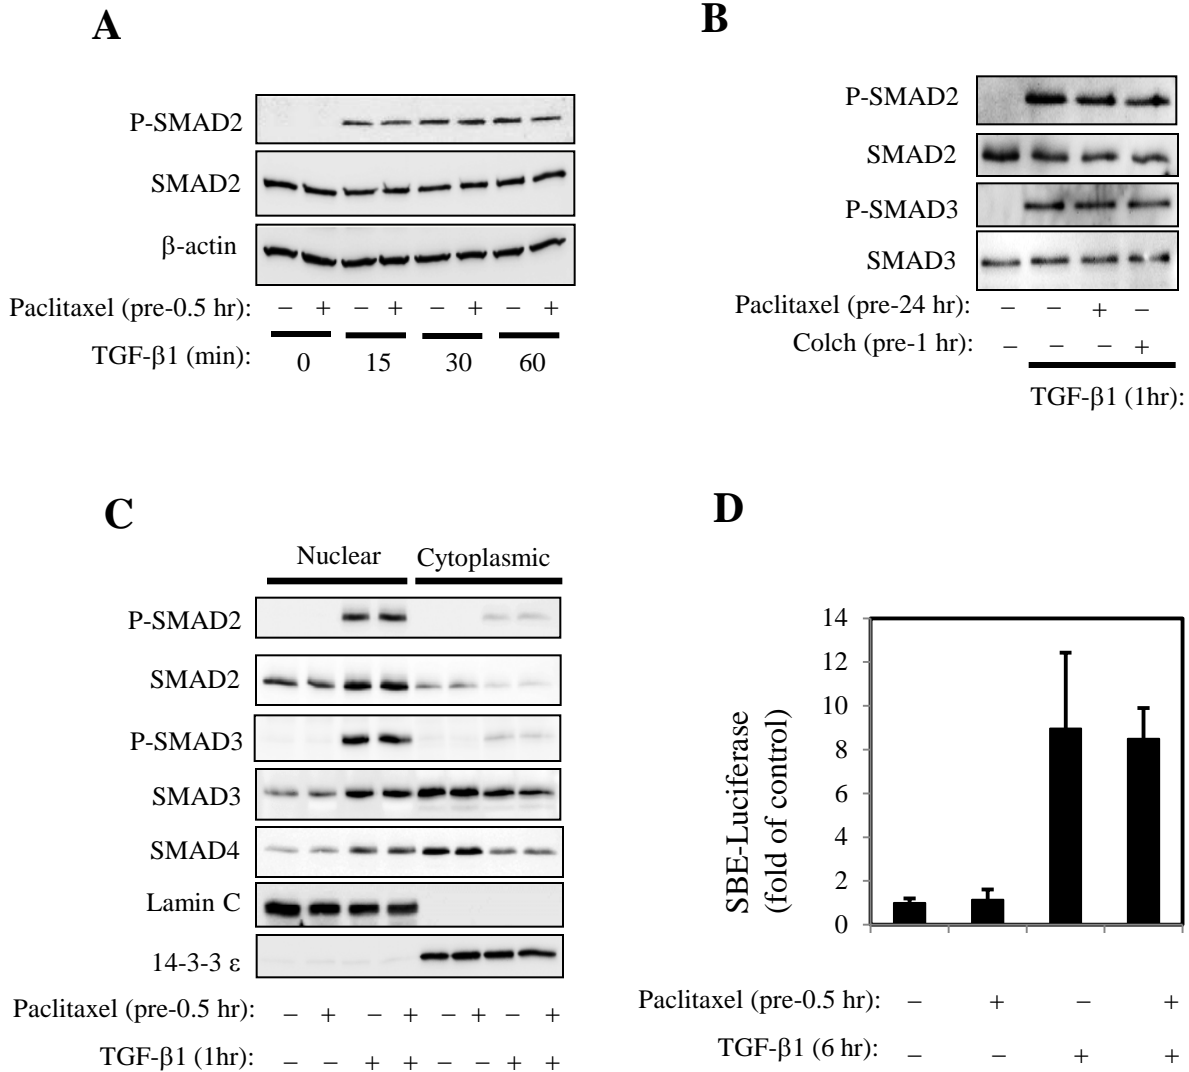 A
P-SMAD2
SMAD2
β-actin
Paclitaxel (pre-0.5 hr): – + – + – + – +
TGF-β1 (min): 0 15 30 60
B
P-SMAD2
SMAD2
P-SMAD3
SMAD3
Paclitaxel (pre-24 hr): – – + –
Colch (pre-1 hr): – – – +
TGF-β1 (1hr):
C
Nuclear Cytoplasmic
P-SMAD2
SMAD2
P-SMAD3
SMAD3
SMAD4
Lamin C
14-3-3 ε
Paclitaxel (pre-0.5 hr): – + – + – + – +
TGF-β1 (1hr): – – + + – – + +
D
SBE-Luciferase
(fold of control)
14
12
10
8
6
4
2
0
Paclitaxel (pre-0.5 hr): – + – +
TGF-β1 (6 hr): – – + +